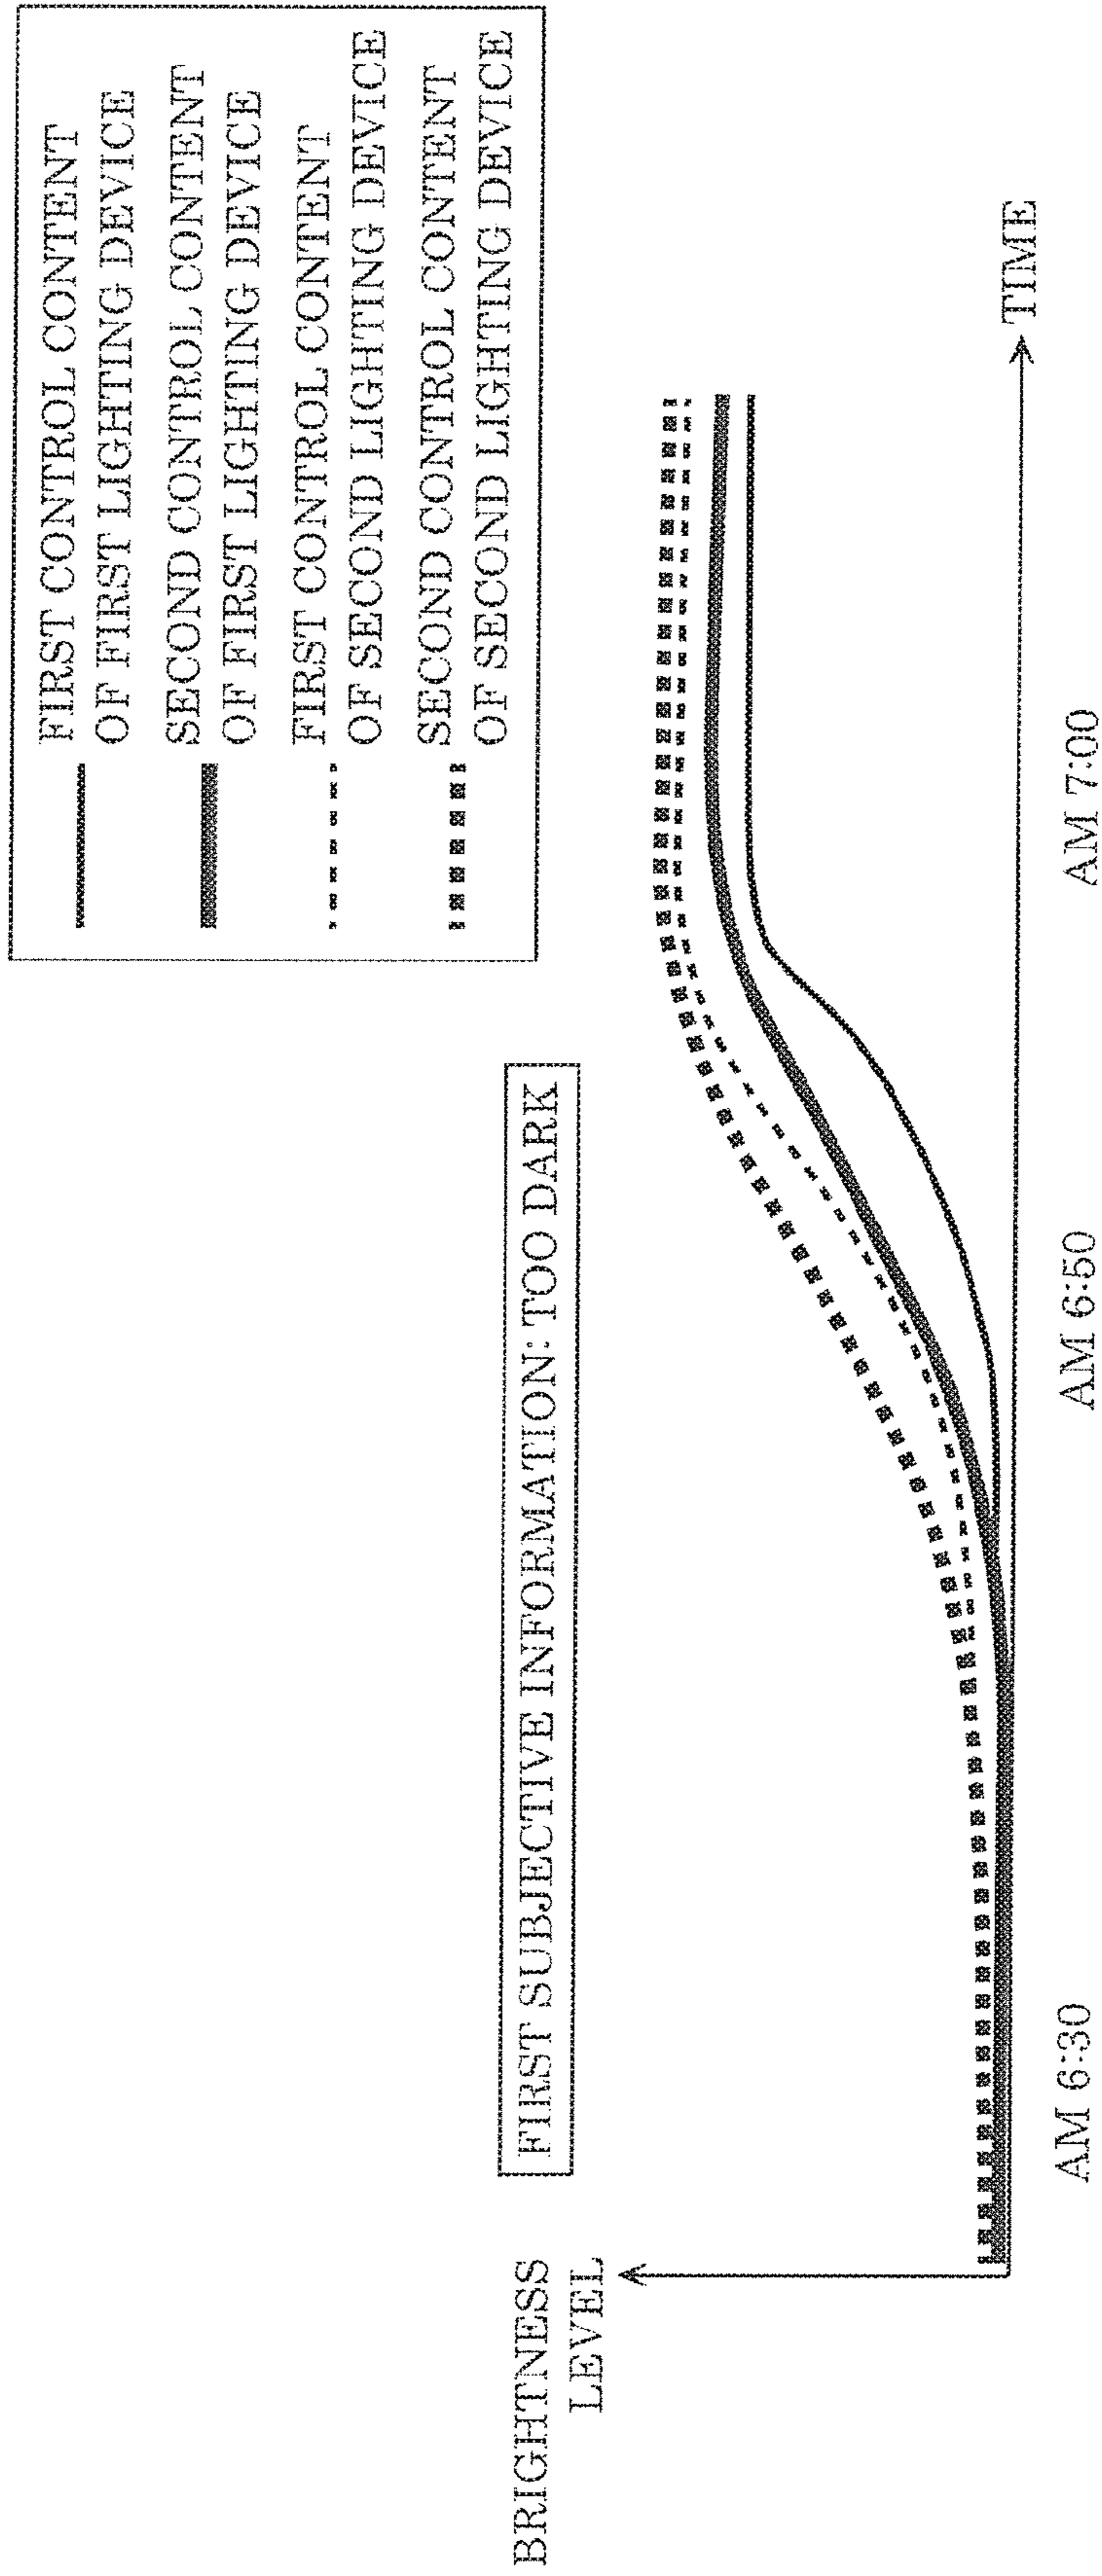 FIRST CONTROL CONTENT
OF FIRST LIGHTING DEVICE
SECOND CONTROL CONTENT
OF FIRST LIGHTING DEVICE
FIRST CONTROL CONTENT
OF SECOND LIGHTING DEVICE
SECOND CONTROL CONTENT
OF SECOND LIGHTING DEVICE
FIRST SUBJECTIVE INFORMATION: TOO DARK
BRIGHTNESS
LEVEL
TIME
AM 6:30
AM 6:50
AM 7:00